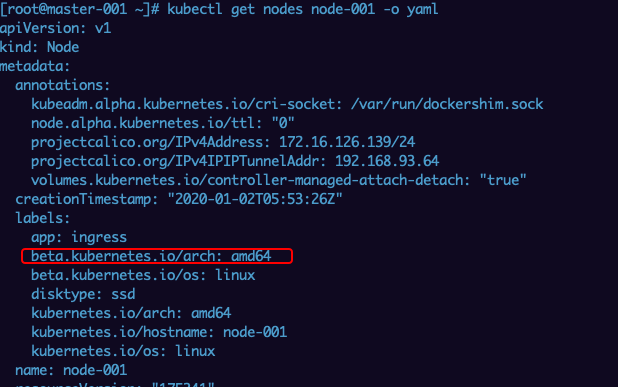 [root@master-001 ~]# kubectl get nodes node-001 -o yaml
apiVersion: v1
kind: Node
metadata:
  annotations:
    kubeadm.alpha.kubernetes.io/cri-socket: /var/run/dockershim.sock
    node.alpha.kubernetes.io/ttl: "0"
    projectcalico.org/IPv4Address: 172.16.126.139/24
    projectcalico.org/IPv4IPIPTunnelAddr: 192.168.93.64
    volumes.kubernetes.io/controller-managed-attach-detach: "true"
  creationTimestamp: "2020-01-02T05:53:26Z"
  labels:
    app: ingress
    beta.kubernetes.io/arch: amd64
    beta.kubernetes.io/os: linux
    disktype: ssd
    kubernetes.io/arch: amd64
    kubernetes.io/hostname: node-001
    kubernetes.io/os: linux
  name: node-001
  resourceVersion: "175341"